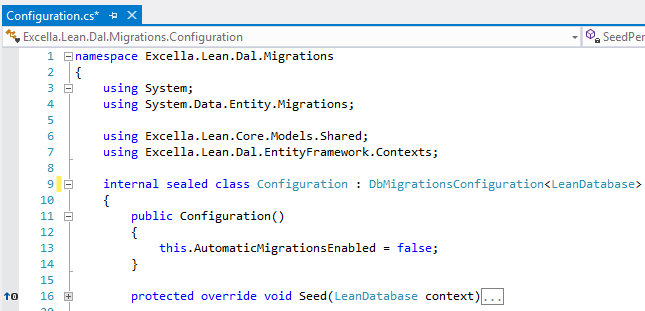 Configuration.cs*
Excella.Lean.Dal.Migrations.Configuration SeedPer
1 namespace Excella.Lean.Dal.Migrations
2 {
3 using System;
4 using System.Data.Entity.Migrations;
5
6 using Excella.Lean.Core.Models.Shared;
7 using Excella.Lean.Dal.EntityFramework.Contexts;
8
9 internal sealed class Configuration : DbMigrationsConfiguration<LeanDatabase>
10 {
11 public Configuration()
12 {
13 this.AutomaticMigrationsEnabled = false;
14 }
15
16 protected override void Seed(LeanDatabase context)...